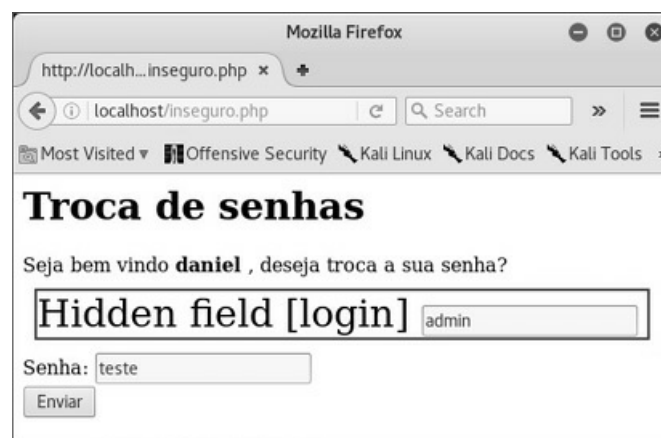 Mozilla Firefox
http://localh...inseguro.php × +
localhost/inseguro.php Search »
Most Visited Offensive Security Kali Linux Kali Docs Kali Tools
Troca de senhas
Seja bem vindo daniel , deseja troca a sua senha?
Hidden field [login] admin
Senha: teste
Enviar